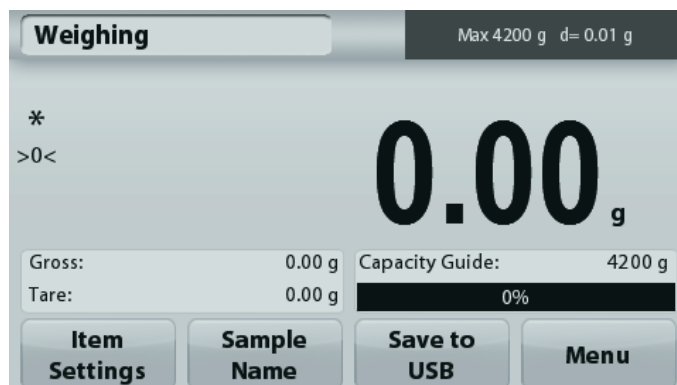 Weighing
Max 4200 g d= 0.01 g
*
>0<
0.00 g
Gross: 0.00 g
Tare: 0.00 g
Capacity Guide: 4200 g
0%
Item
Settings
Sample
Name
Save to
USB
Menu